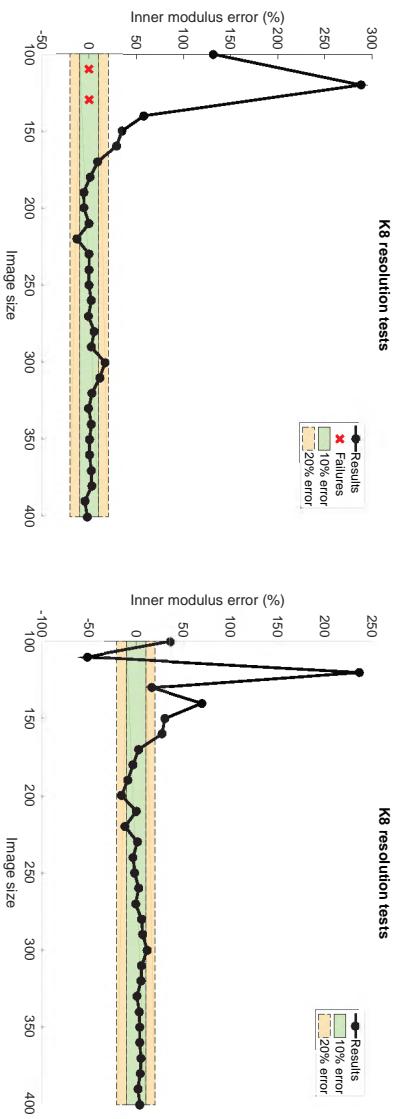 K8 resolution tests
Inner modulus error (%)
300
250
200
150
100
50
0
-50
100
150
200
250
300
350
400
Image size
Results
Failures
10% error
20% error
K8 resolution tests
Inner modulus error (%)
250
200
150
100
50
0
-50
-100
100
150
200
250
300
350
400
Image size
Results
10% error
20% error